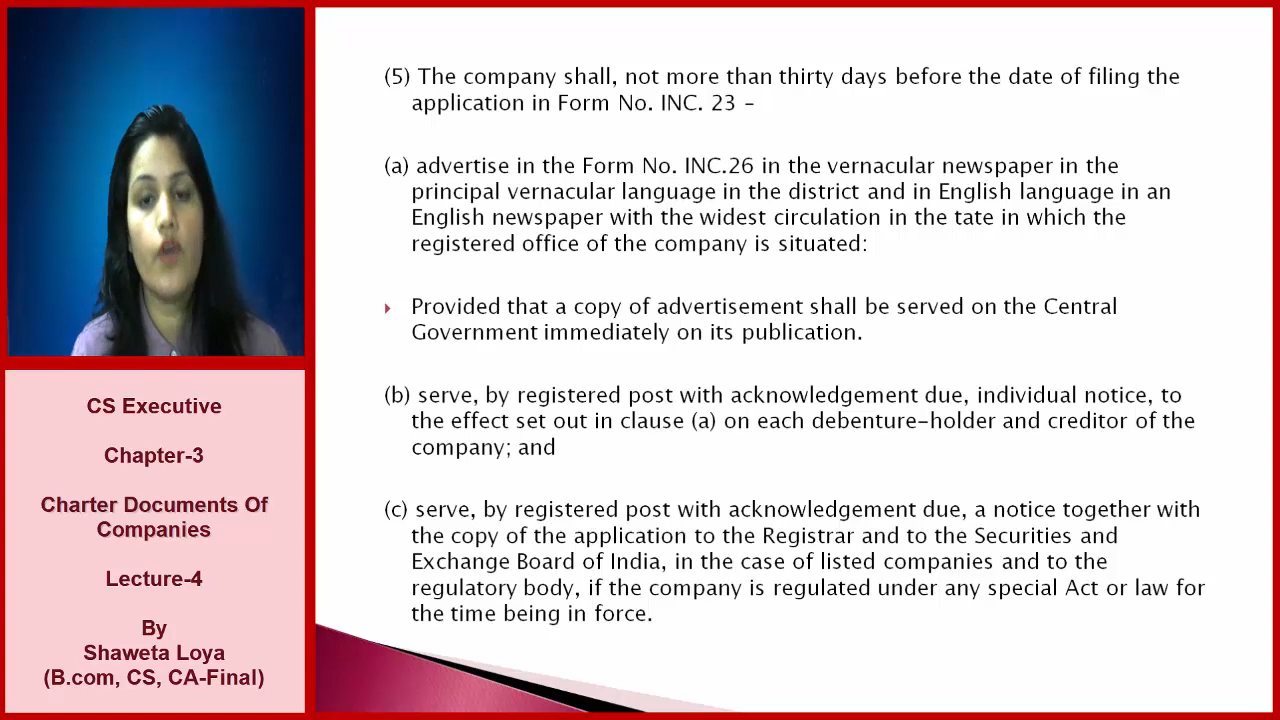 (5) The company shall, not more than thirty days before the date of filing the
application in Form No. INC. 23 –
(a) advertise in the Form No. INC.26 in the vernacular newspaper in the
principal vernacular language in the district and in English language in an
English newspaper with the widest circulation in the tate in which the
registered office of the company is situated:
Provided that a copy of advertisement shall be served on the Central
Government immediately on its publication.
(b) serve, by registered post with acknowledgement due, individual notice, to
the effect set out in clause (a) on each debenture-holder and creditor of the
company; and
(c) serve, by registered post with acknowledgement due, a notice together with
the copy of the application to the Registrar and to the Securities and
Exchange Board of India, in the case of listed companies and to the
regulatory body, if the company is regulated under any special Act or law for
the time being in force.
CS Executive
Chapter-3
Charter Documents Of
Companies
Lecture-4
By
Shaweta Loya
(B.com, CS, CA-Final)